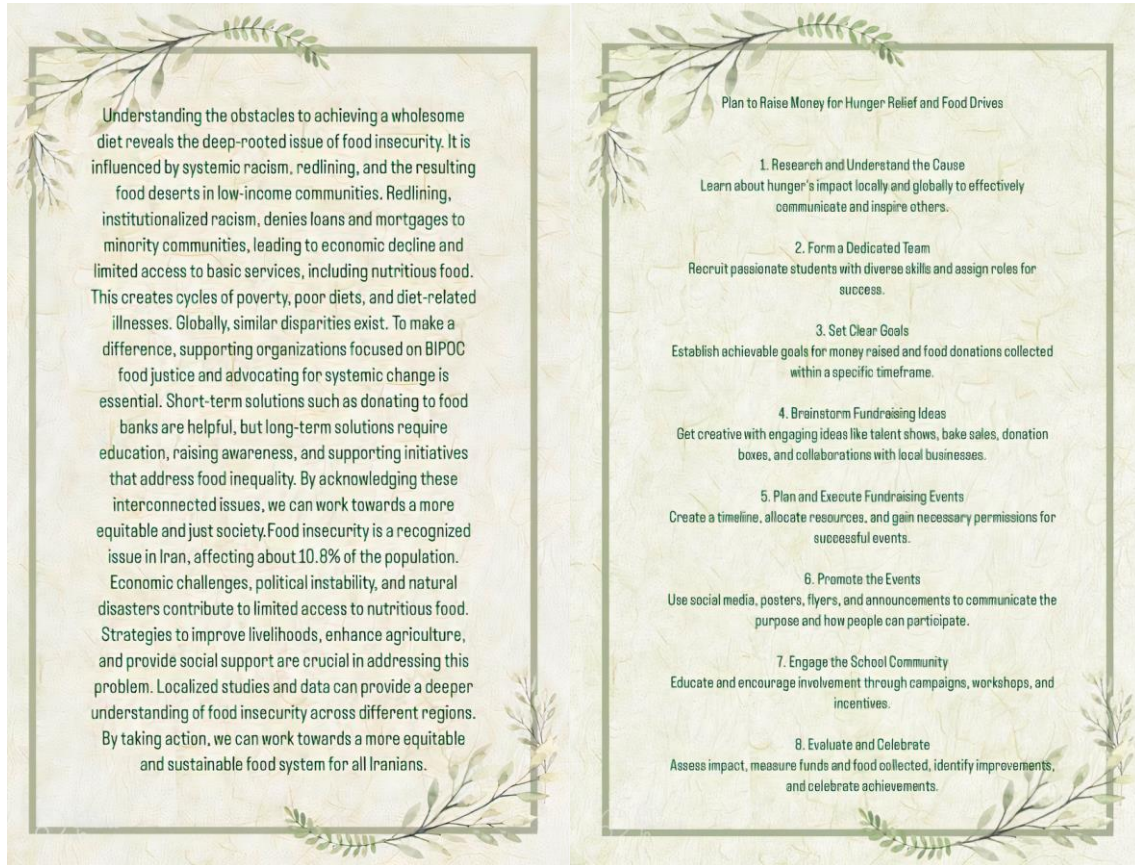 Understanding the obstacles to achieving a wholesome
diet reveals the deep-rooted issue of food insecurity. It is
influenced by systemic racism, redlining, and the resulting
food deserts in low-income communities. Redlining,
institutionalized racism, denies loans and mortgages to
minority communities, leading to economic decline and
limited access to basic services, including nutritious food.
This creates cycles of poverty, poor diets, and diet-related
illnesses. Globally, similar disparities exist. To make a
difference, supporting organizations focused on BIPOC
food justice and advocating for systemic change is
essential. Short-term solutions such as donating to food
banks are helpful, but long-term solutions require
education, raising awareness, and supporting initiatives
that address food inequality. By acknowledging these
interconnected issues, we can work towards a more
equitable and just society.Food insecurity is a recognized
issue in Iran, affecting about 10.8% of the population.
Economic challenges, political instability, and natural
disasters contribute to limited access to nutritious food.
Strategies to improve livelihoods, enhance agriculture,
and provide social support are crucial in addressing this
problem. Localized studies and data can provide a deeper
understanding of food insecurity across different regions.
By taking action, we can work towards a more equitable
and sustainable food system for all Iranians.
Plan to Raise Money for Hunger Relief and Food Drives
1. Research and Understand the Cause
Learn about hunger's impact locally and globally to effectively
communicate and inspire others.
2. Form a Dedicated Team
Recruit passionate students with diverse skills and assign roles for
success.
3. Set Clear Goals
Establish achievable goals for money raised and food donations collected
within a specific timeframe.
4. Brainstorm Fundraising Ideas
Get creative with engaging ideas like talent shows, bake sales, donation
boxes, and collaborations with local businesses.
5. Plan and Execute Fundraising Events
Create a timeline, allocate resources, and gain necessary permissions for
successful events.
6. Promote the Events
Use social media, posters, flyers, and announcements to communicate the
purpose and how people can participate.
7. Engage the School Community
Educate and encourage involvement through campaigns, workshops, and
incentives.
8. Evaluate and Celebrate
Assess impact, measure funds and food collected, identify improvements,
and celebrate achievements.